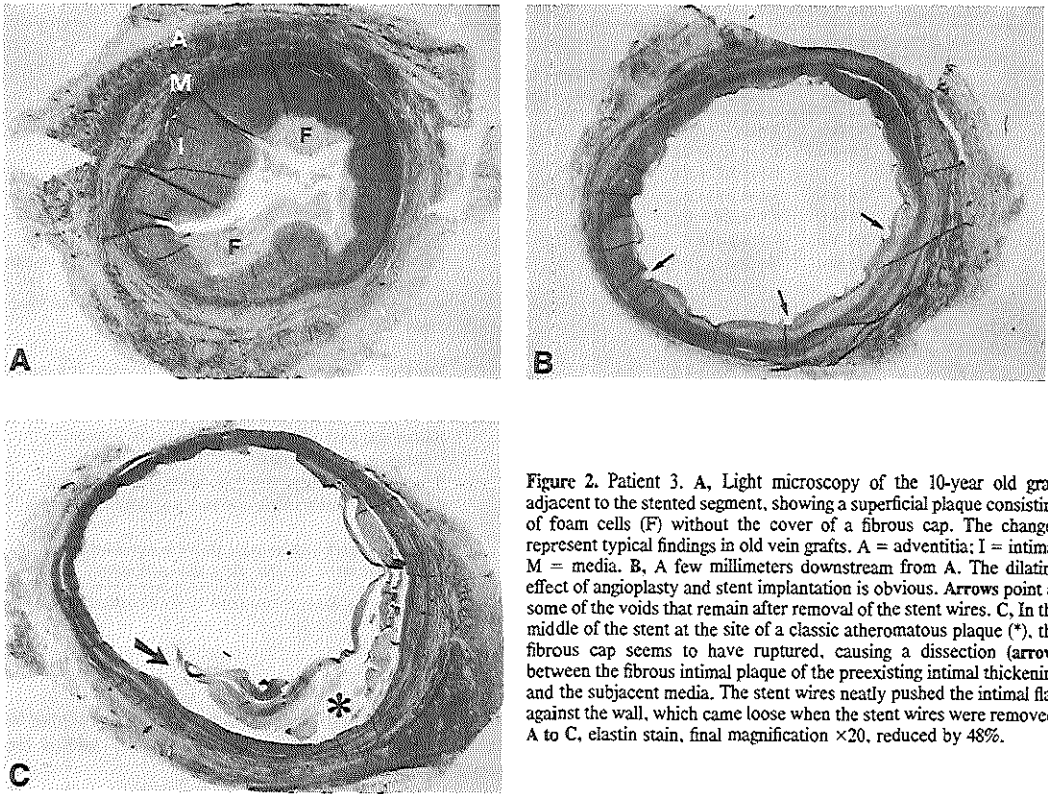 A
M
I
F
F
A
B
C
*
Figure 2. Patient 3. A, Light microscopy of the 10-year old gra
adjacent to the stented segment, showing a superficial plaque consistin
of foam cells (F) without the cover of a fibrous cap. The change
represent typical findings in old vein grafts. A = adventitia; I = intim
M = media. B, A few millimeters downstream from A. The dilatin
effect of angioplasty and stent implantation is obvious. Arrows point a
some of the voids that remain after removal of the stent wires. C, In th
middle of the stent at the site of a classic atheromatous plaque (*), th
fibrous cap seems to have ruptured, causing a dissection (arrow
between the fibrous intimal plaque of the preexisting intimal thickenin
and the subjacent media. The stent wires neatly pushed the intimal fla
against the wall, which came loose when the stent wires were remove
A to C, elastin stain, final magnification ×20, reduced by 48%.